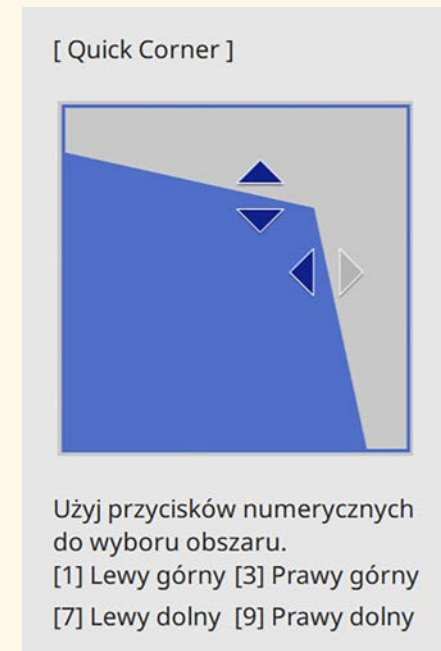 [ Quick Corner ]
Użyj przycisków numerycznych
do wyboru obszaru.
[1] Lewy górny [3] Prawy górny
[7] Lewy dolny [9] Prawy dolny